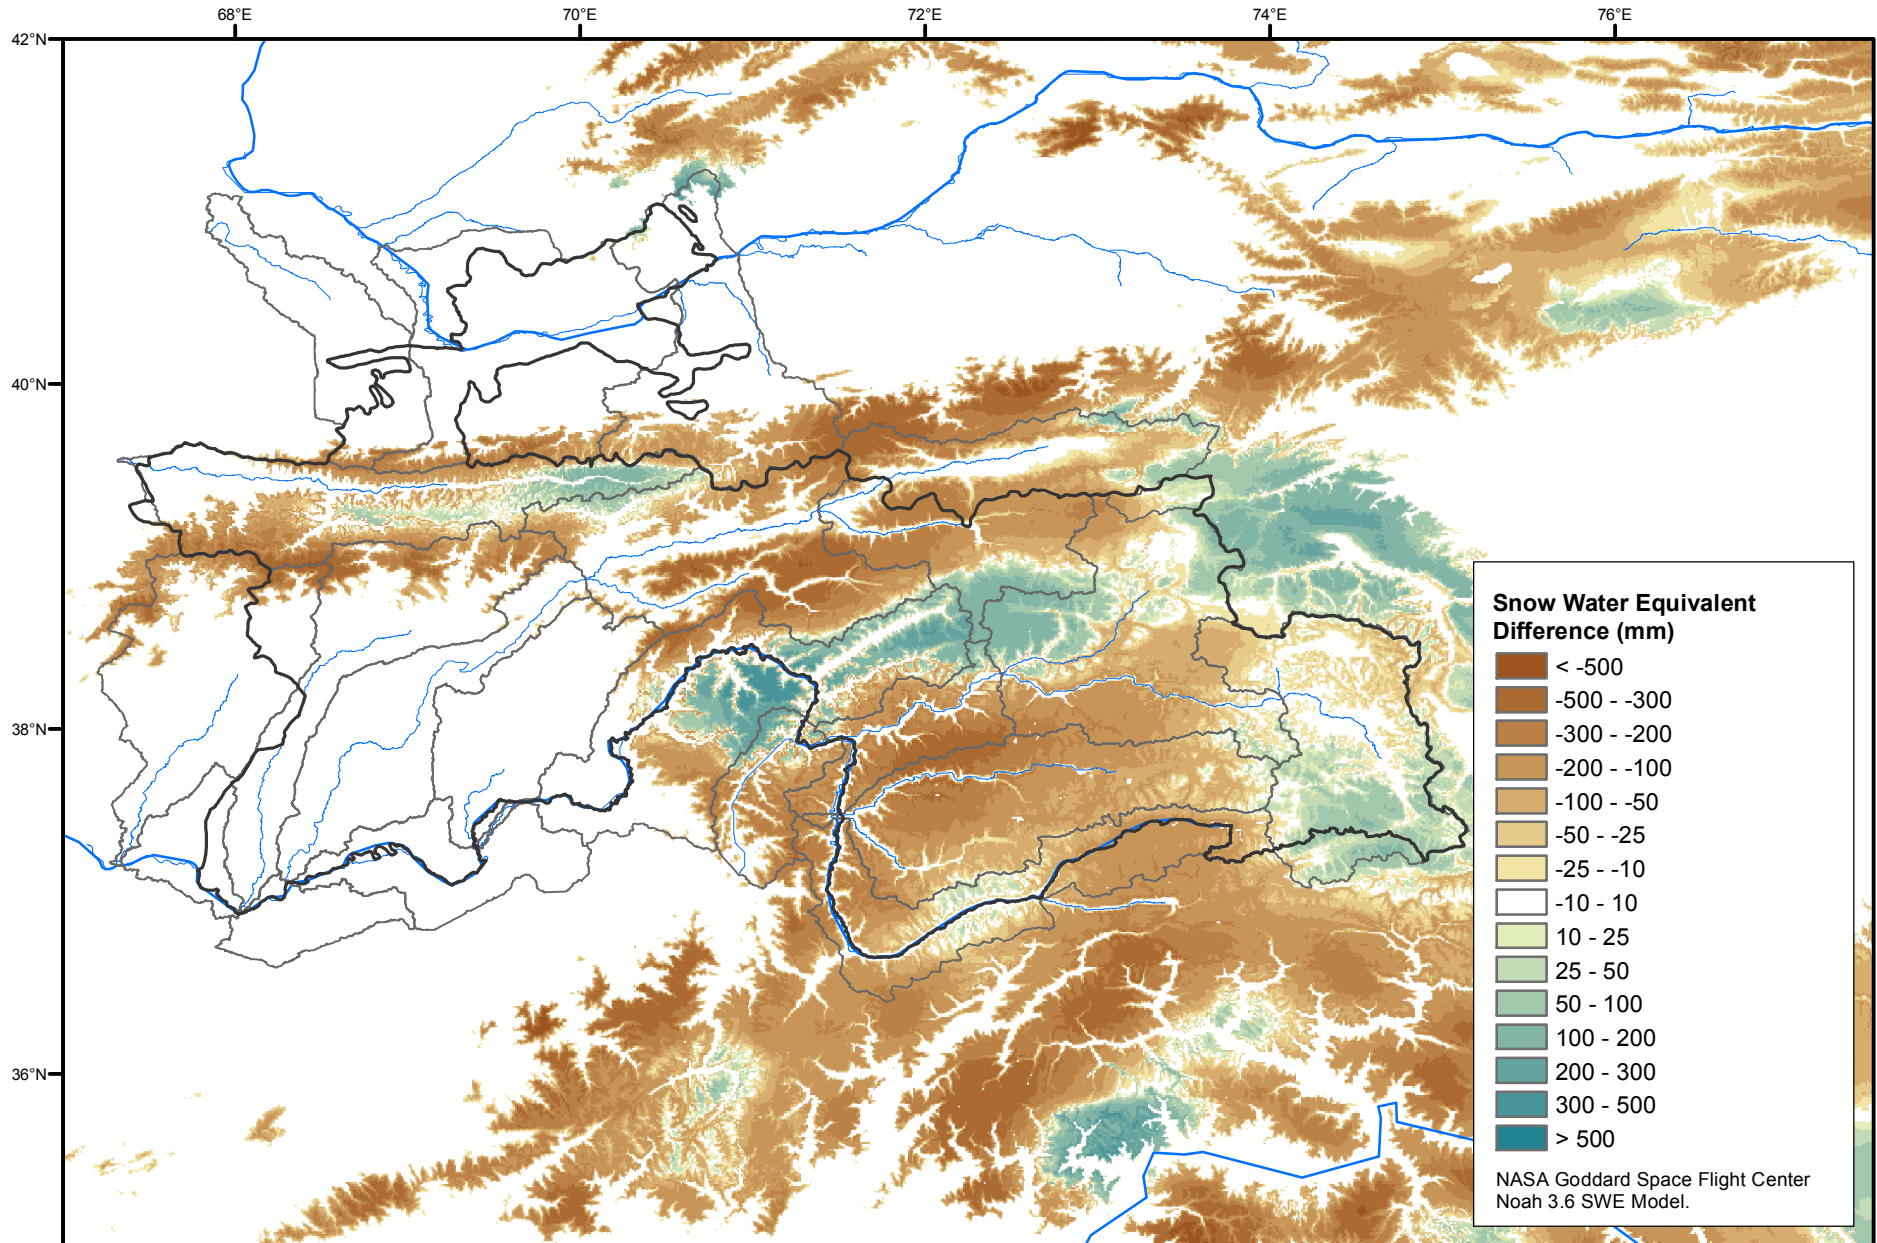 68°E 70°E 72°E 74°E 76°E
42°N
40°N
38°N
36°N
Snow Water Equivalent
Difference (mm)
< -500
-500 - -300
-300 - -200
-200 - -100
-100 - -50
-50 - -25
-25 - -10
-10 - 10
10 - 25
25 - 50
50 - 100
100 - 200
200 - 300
300 - 500
> 500
NASA Goddard Space Flight Center
Noah 3.6 SWE Model.